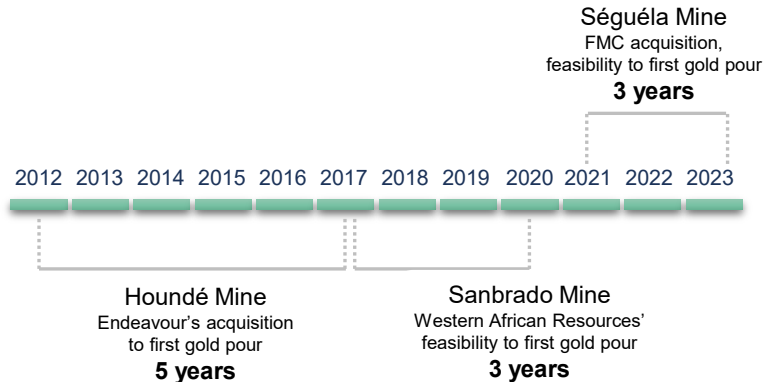 Séguéla Mine
FMC acquisition,
feasibility to first gold pour
3 years
2012 2013 2014 2015 2016 2017 2018 2019 2020 2021 2022 2023
Houndé Mine
Endeavour’s acquisition
to first gold pour
5 years
Sanbrado Mine
Western African Resources’
feasibility to first gold pour
3 years